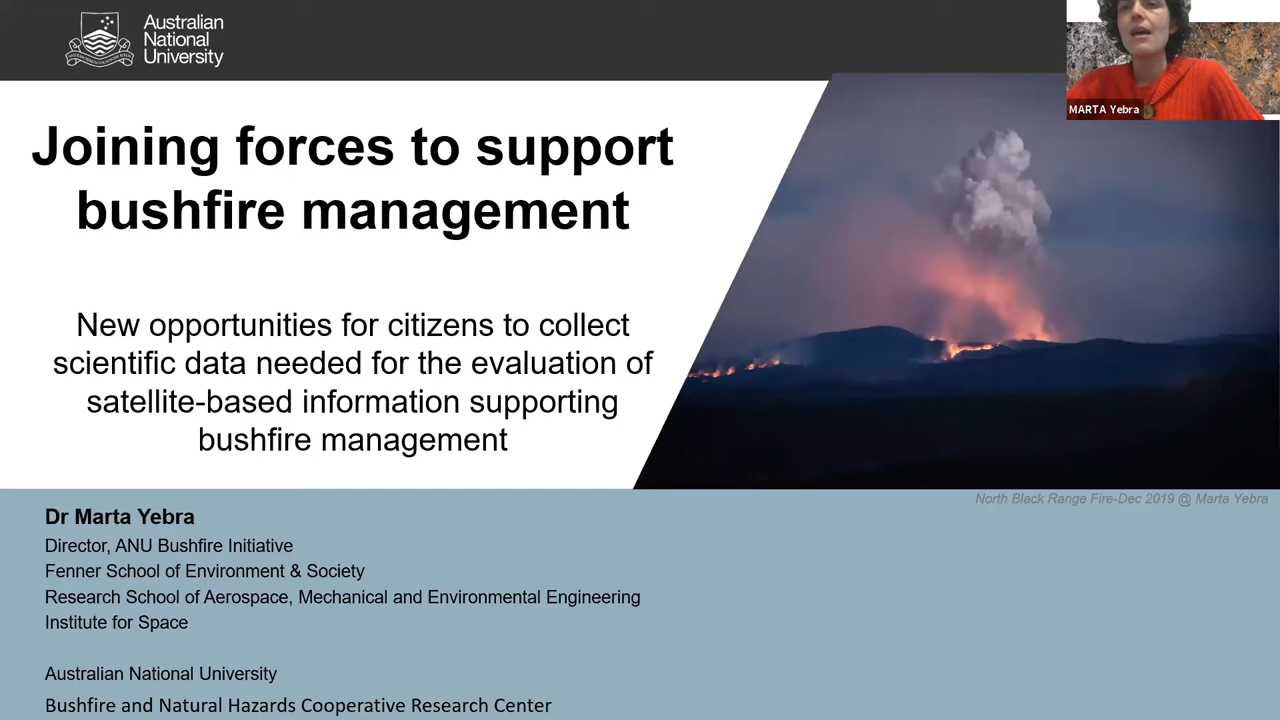 Australian
National
University
MARTA Yebra
Joining forces to support
bushfire management
New opportunities for citizens to collect
scientific data needed for the evaluation of
satellite-based information supporting
bushfire management
North Black Range Fire-Dec 2019 @ Marta Yebra
Dr Marta Yebra
Director, ANU Bushfire Initiative
Fenner School of Environment & Society
Research School of Aerospace, Mechanical and Environmental Engineering
Institute for Space
Australian National University
Bushfire and Natural Hazards Cooperative Research Center